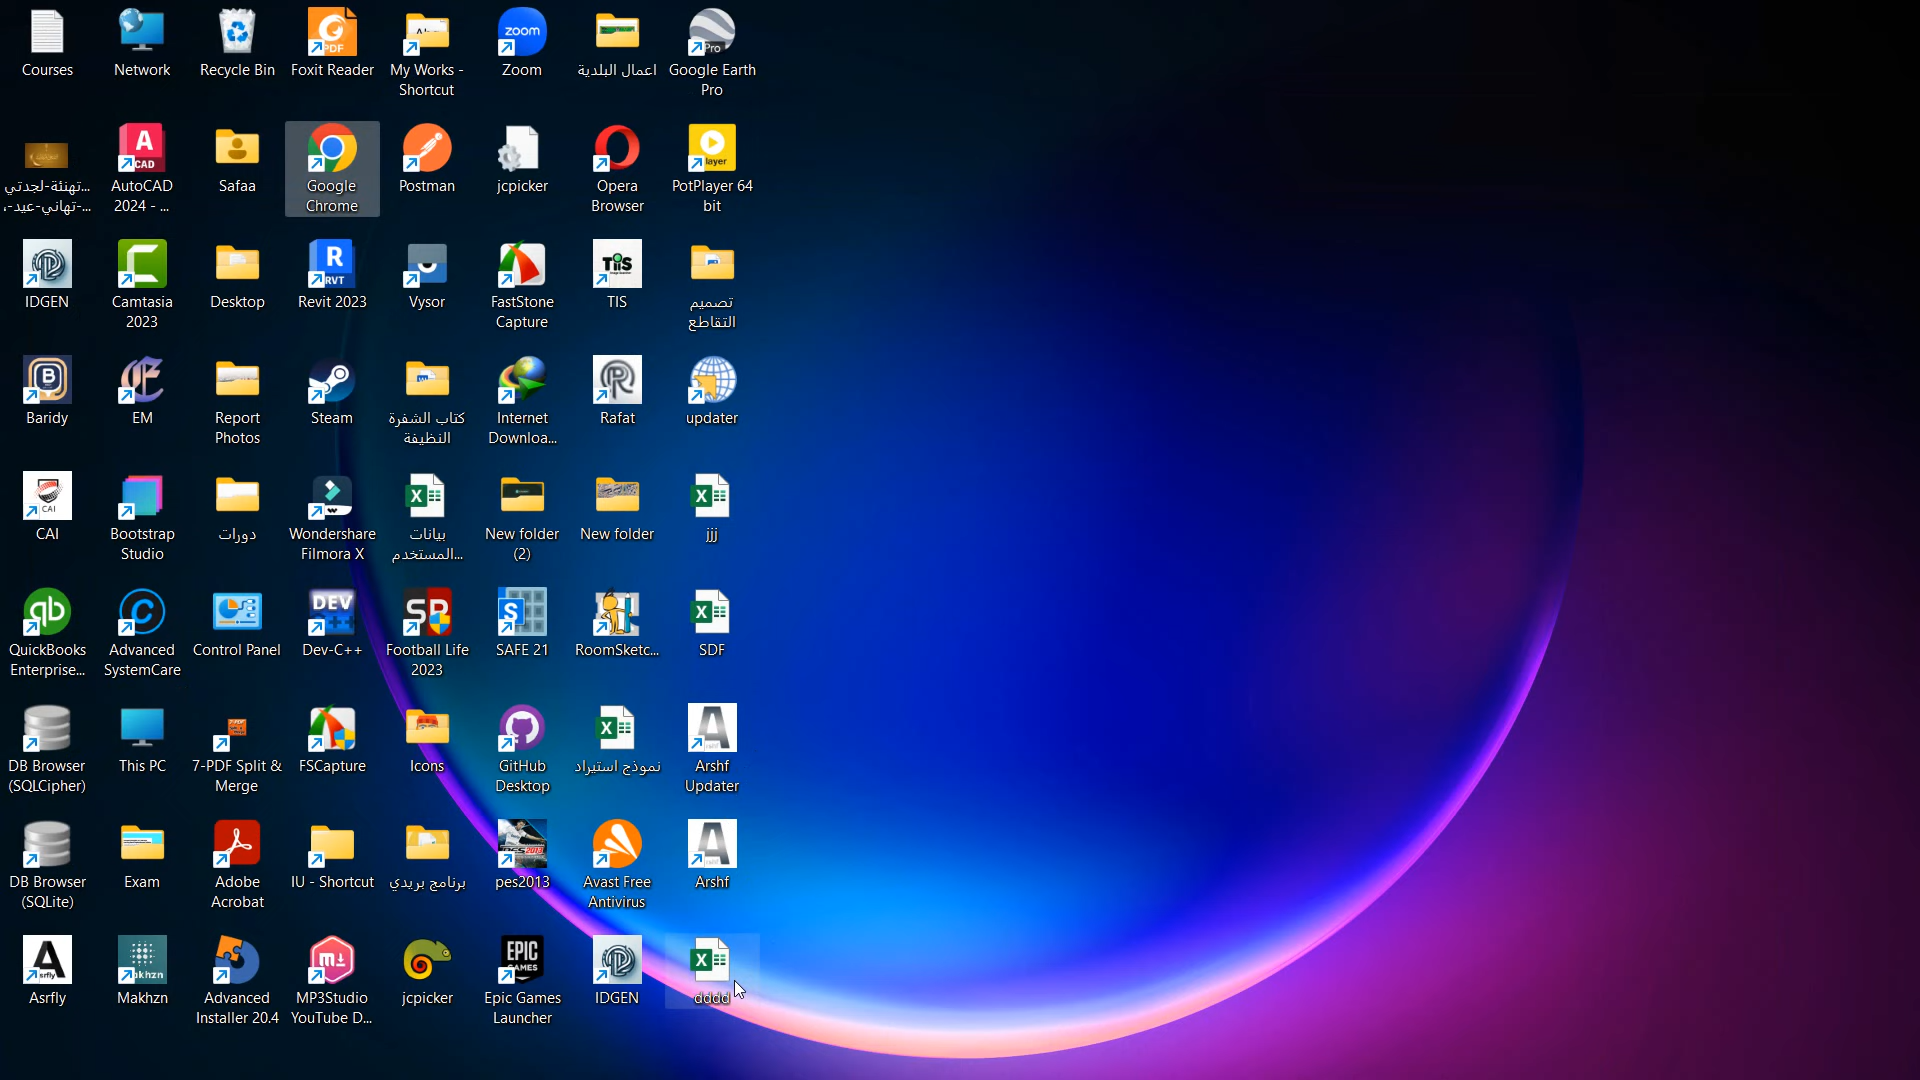 Courses
Network
Recycle Bin
Foxit Reader
My Works -
Shortcut
Zoom
اعمال البلدية
Google Earth
Pro
تهنئة-لجدتي...
...-تهاني-عيد-،
AutoCAD
2024 - ...
Safaa
Google
Chrome
Postman
jcpicker
Opera
Browser
PotPlayer 64
bit
IDGEN
Camtasia
2023
Desktop
Revit 2023
Vysor
FastStone
Capture
TIS
تصميم
التقاطع
Baridy
EM
Report
Photos
Steam
كتاب الشفرة
النظيفة
Internet
Downloa...
Rafat
updater
CAI
Bootstrap
Studio
دورات
Wondershare
Filmora X
بيانات
المستخدم...
New folder
(2)
New folder
jjj
QuickBooks
Enterprise...
Advanced
SystemCare
Control Panel
Dev-C++
Football Life
2023
SAFE 21
RoomSketc...
SDF
DB Browser
(SQLCipher)
This PC
7-PDF Split &
Merge
FSCapture
Icons
GitHub
Desktop
نموذج استيراد
Arshf
Updater
DB Browser
(SQLite)
Exam
Adobe
Acrobat
IU - Shortcut
برنامج بريدي
pes2013
Avast Free
Antivirus
Arshf
Asrfly
Makhzn
Advanced
Installer 20.4
MP3Studio
YouTube D...
jcpicker
Epic Games
Launcher
IDGEN
dddd